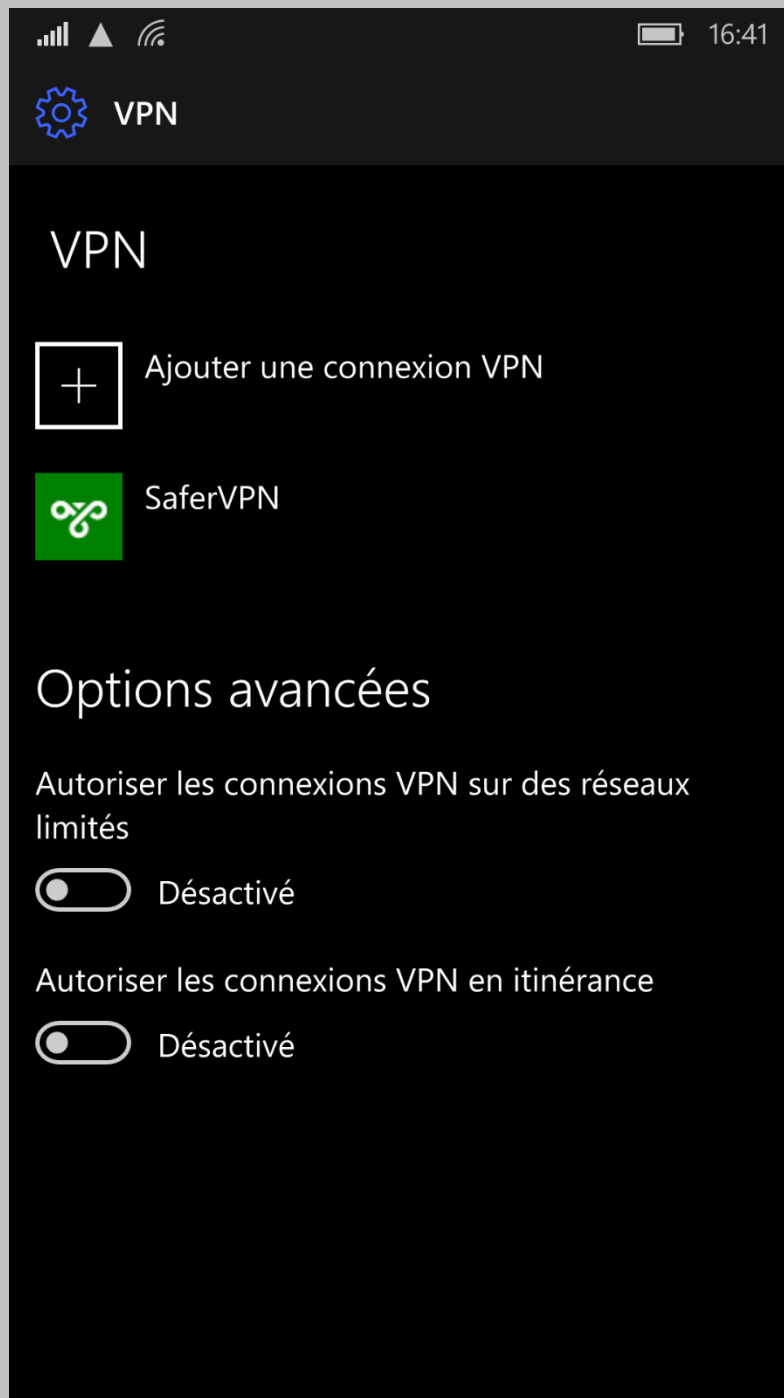 16:41
VPN
VPN
Ajouter une connexion VPN
SaferVPN
Options avancées
Autoriser les connexions VPN sur des réseaux
limités
Désactivé
Autoriser les connexions VPN en itinérance
Désactivé